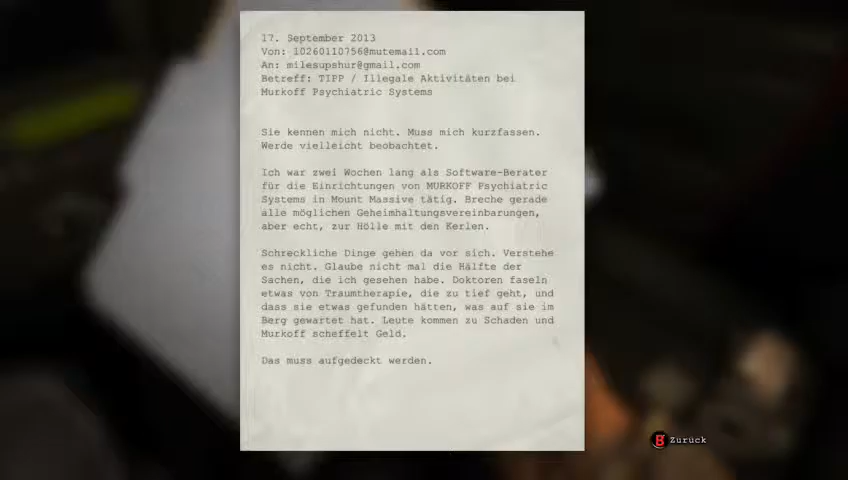 17. September 2013
Von: 10260110756@mutemail.com
An: milesupshur@gmail.com
Betreff: TIPP / Illegale Aktivitäten bei
Murkoff Psychiatric Systems
Sie kennen mich nicht. Muss mich kurzfassen.
Werde vielleicht beobachtet.
Ich war zwei Wochen lang als Software-Berater
für die Einrichtungen von MURKOFF Psychiatric
Systems in Mount Massive tätig. Breche gerade
alle möglichen Geheimhaltungsvereinbarungen,
aber echt, zur Hölle mit den Kerlen.
Schreckliche Dinge gehen da vor sich. Verstehe
es nicht. Glaube nicht mal die Hälfte der
Sachen, die ich gesehen habe. Doktoren faseln
etwas von Traumtherapie, die zu tief geht, und
dass sie etwas gefunden hätten, was auf sie im
Berg gewartet hat. Leute kommen zu Schaden und
Murkoff scheffelt Geld.
Das muss aufgedeckt werden.
B Zurück